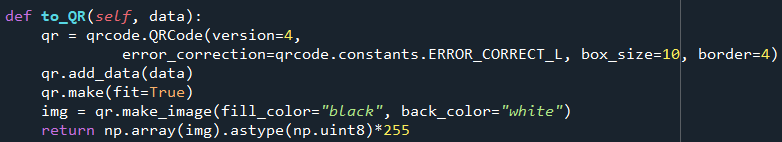 def to_QR(self, data):
    qr = qrcode.QRCode(version=4,
            error_correction=qrcode.constants.ERROR_CORRECT_L, box_size=10, border=4)
    qr.add_data(data)
    qr.make(fit=True)
    img = qr.make_image(fill_color="black", back_color="white")
    return np.array(img).astype(np.uint8)*255